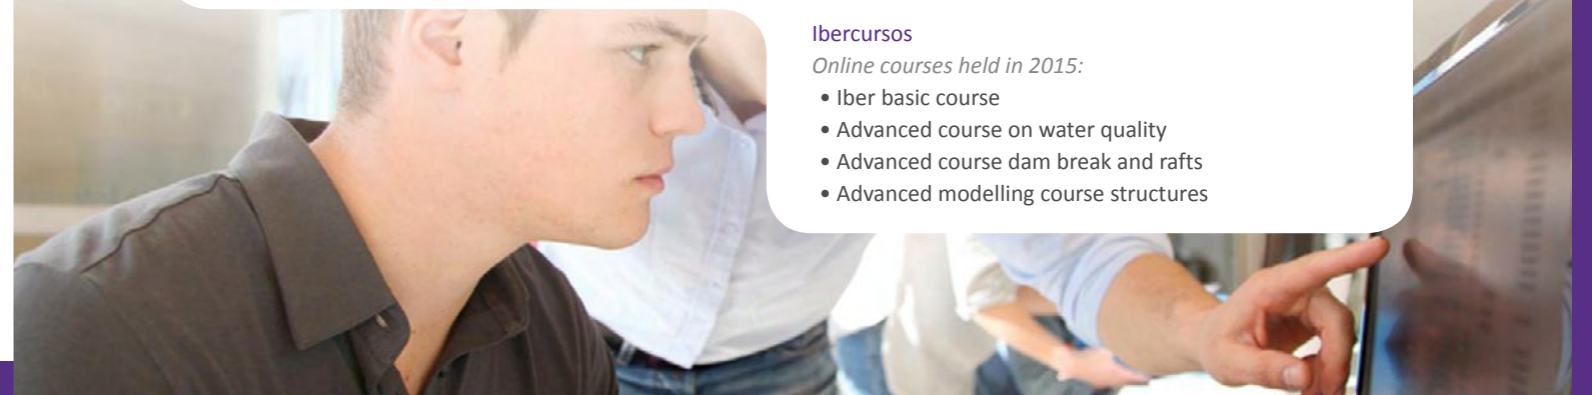 Ibercursos
Online courses held in 2015:
• Iber basic course
• Advanced course on water quality
• Advanced course dam break and rafts
• Advanced modelling course structures